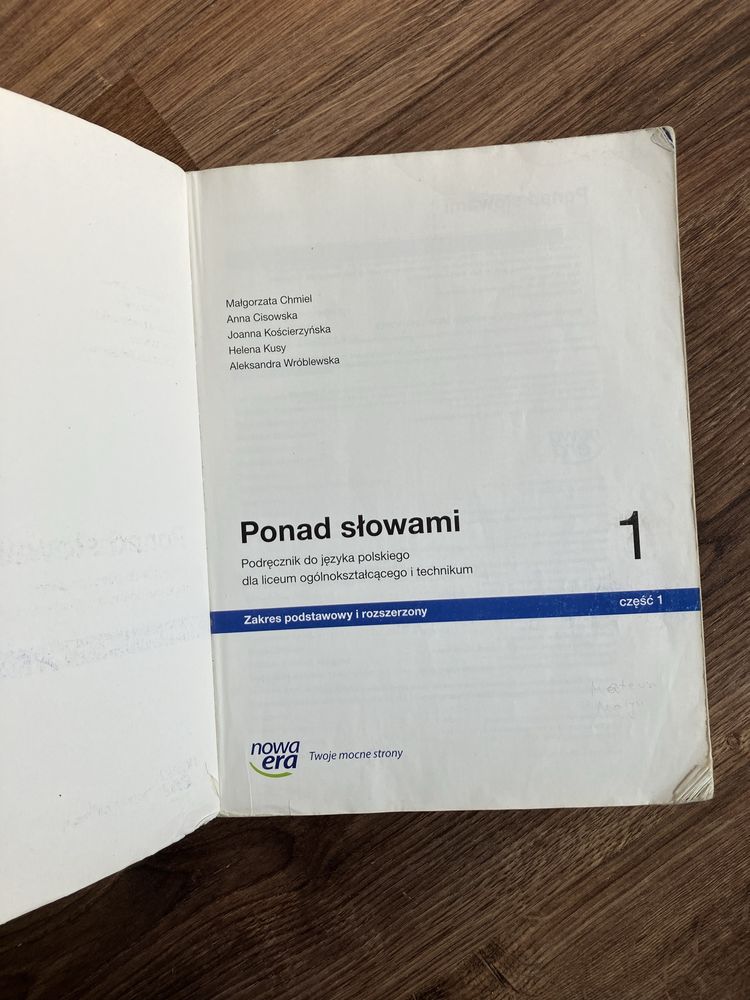 Małgorzata Chmiel
Anna Cisowska
Joanna Kościerzyńska
Helena Kusy
Aleksandra Wróblewska
Ponad słowami 1
Podręcznik do języka polskiego
dla liceum ogólnokształcącego i technikum
Zakres podstawowy i rozszerzony część 1
nowa
era Twoje mocne strony